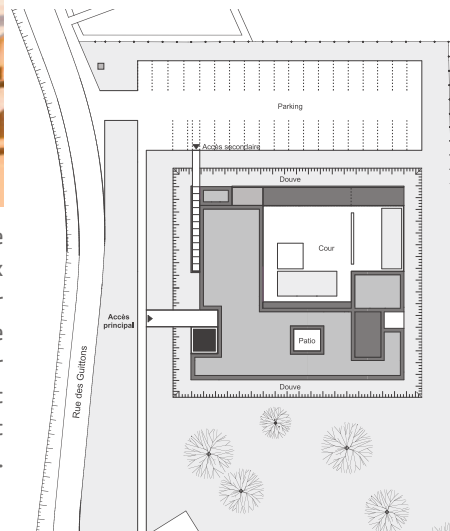 Parking
Accès secondaire
Douve
Cour
Accès
principal
Patio
Rue des Guittons
Douve